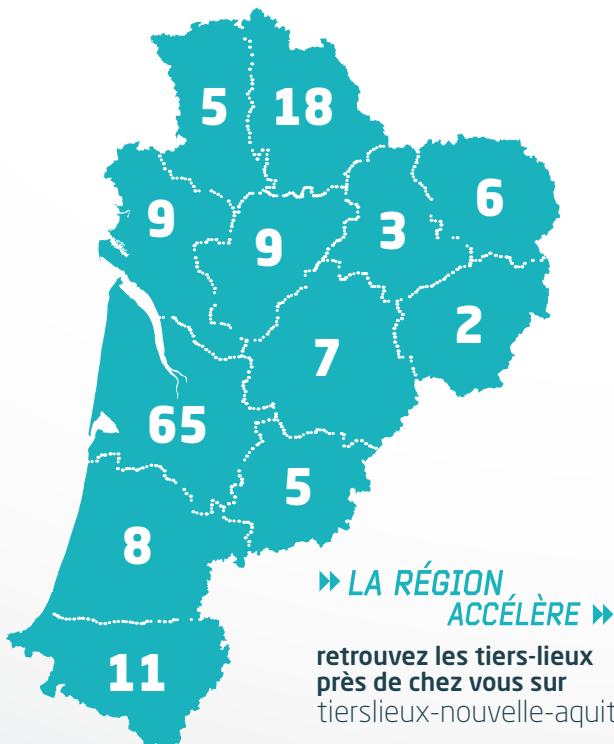 5 18
9 9 3 6
7 2
65
5
8
11
LA RÉGION
ACCÉLÈRE
retrouvez les tiers-lieux
près de chez vous sur
tierslieux-nouvelle-aquit